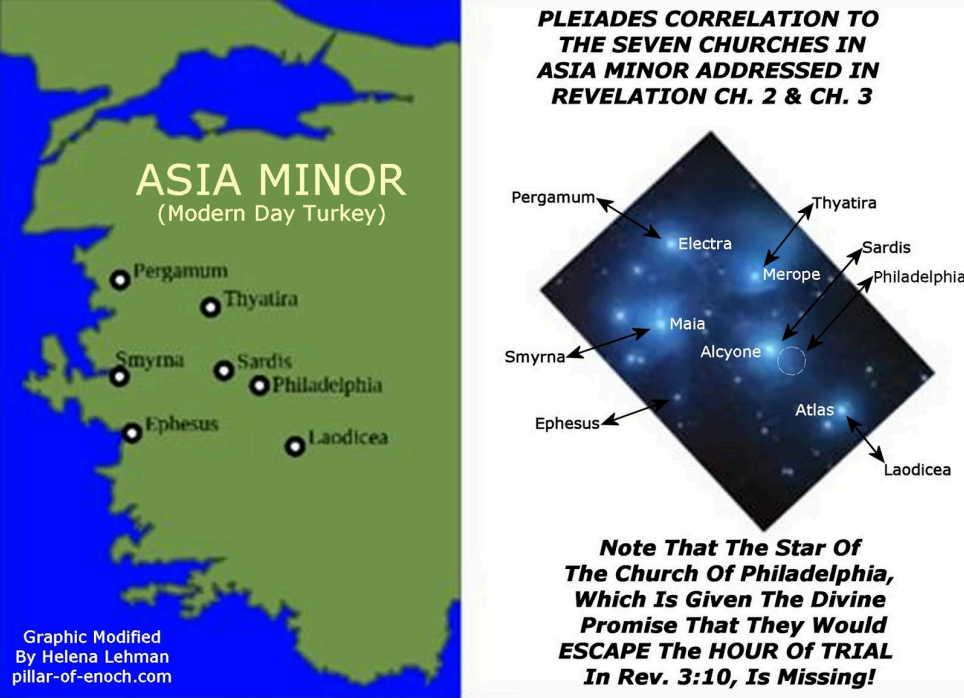 ASIA MINOR
(Modern Day Turkey)
Pergamum
Thyatira
Smyrna
Sardis
Philadelphia
Ephesus
Laodicea
Graphic Modified
By Helena Lehman
pillar-of-enoch.com
PLEIADES CORRELATION TO
THE SEVEN CHURCHES IN
ASIA MINOR ADDRESSED IN
REVELATION CH. 2 & CH. 3
Pergamum
Thyatira
Electra
Sardis
Merope
Philadelphia
Maia
Smyrna
Alcyone
Ephesus
Atlas
Laodicea
Note That The Star Of
The Church Of Philadelphia,
Which Is Given The Divine
Promise That They Would
ESCAPE The HOUR Of TRIAL
In Rev. 3:10, Is Missing!